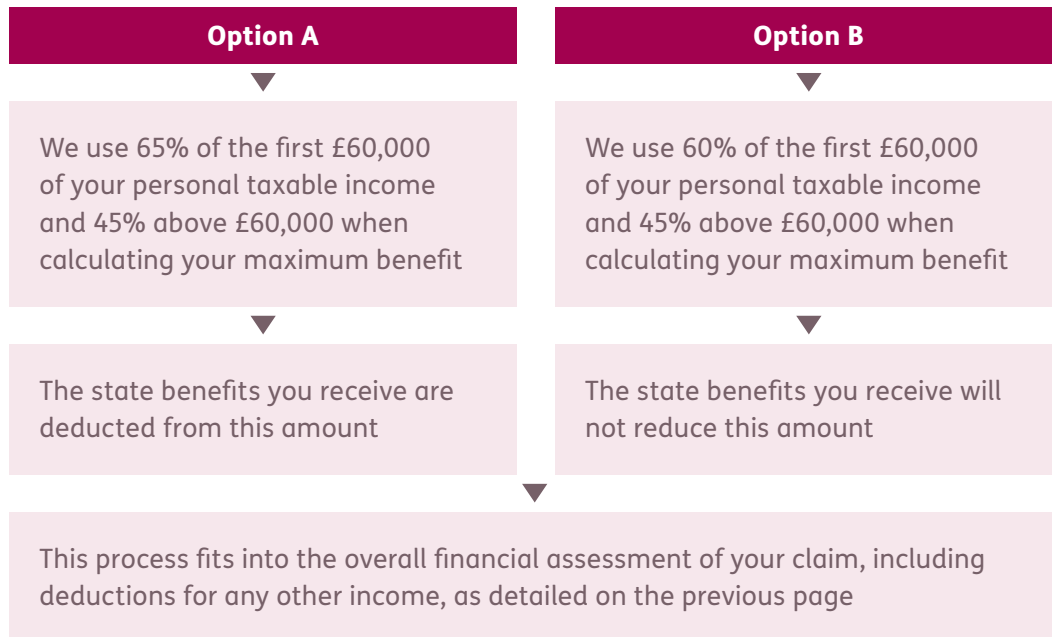 Option A
We use 65% of the first £60,000
of your personal taxable income
and 45% above £60,000 when
calculating your maximum benefit
The state benefits you receive are
deducted from this amount
Option B
We use 60% of the first £60,000
of your personal taxable income
and 45% above £60,000 when
calculating your maximum benefit
The state benefits you receive will
not reduce this amount
This process fits into the overall financial assessment of your claim, including
deductions for any other income, as detailed on the previous page